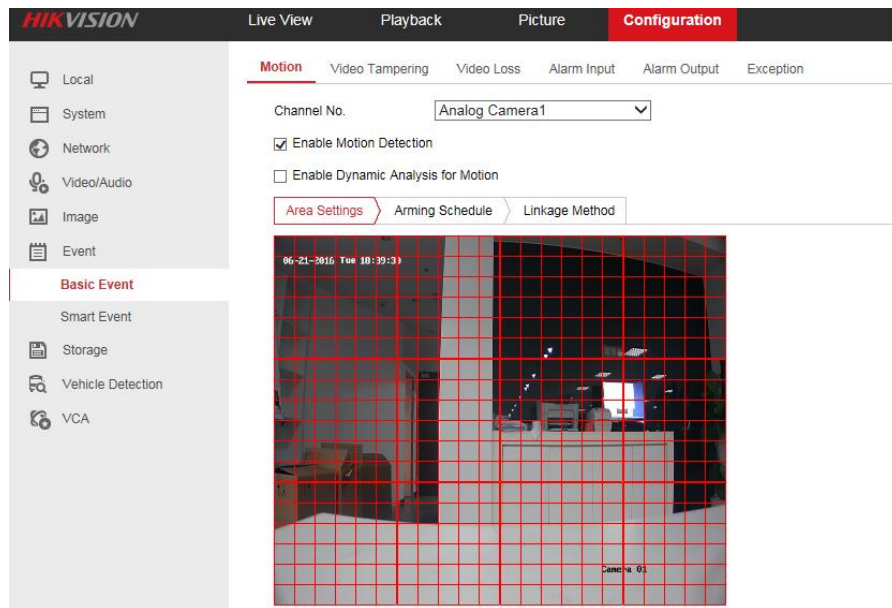 HIKVISION
Live View Playback Picture Configuration
Local
System
Network
Video/Audio
Image
Event
Basic Event
Smart Event
Storage
Vehicle Detection
VCA
Motion Video Tampering Video Loss Alarm Input Alarm Output Exception
Channel No. Analog Camera1
Enable Motion Detection
Enable Dynamic Analysis for Motion
Area Settings Arming Schedule Linkage Method
06-21-2016 Tue 18:39:33
Camera 01